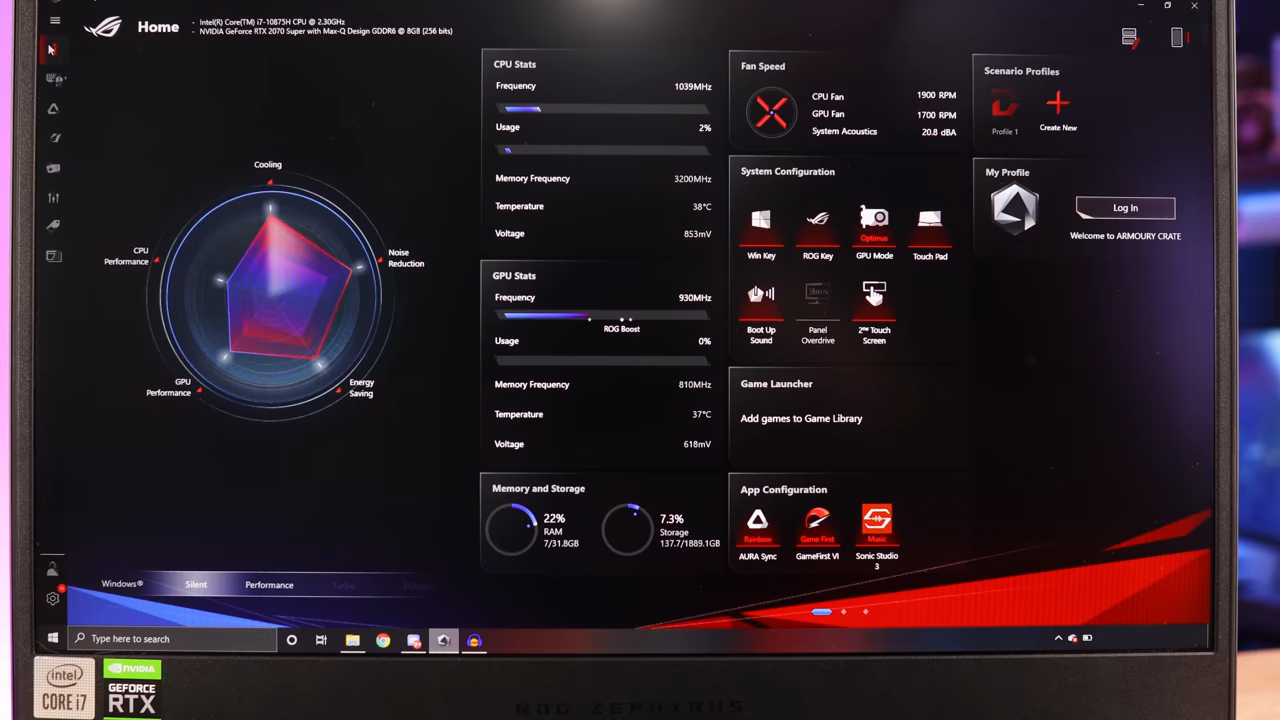 Home
- Intel(R) Core(TM) i7-10875H CPU @ 2.30GHz
- NVIDIA GeForce RTX 2070 Super with Max-Q Design GDDR6 @ 8GB (256 bits)
Cooling
CPU
Performance
Noise
Reduction
GPU
Performance
Energy
Saving
Windows®
Silent
Performance
Turbo
CPU Stats
Frequency 1039MHz
Usage 2%
Memory Frequency 3200MHz
Temperature 38°C
Voltage 853mV
GPU Stats
Frequency 930MHz
ROG Boost
Usage 0%
Memory Frequency 810MHz
Temperature 37°C
Voltage 618mV
Memory and Storage
22%
RAM
7/31.8GB
7.3%
Storage
137.7/1889.1GB
Fan Speed
CPU Fan 1900 RPM
GPU Fan 1700 RPM
System Acoustics 20.8 dBA
System Configuration
Optimus
Win Key
ROG Key
GPU Mode
Touch Pad
Boot Up
Sound
Panel
Overdrive
2ND Touch
Screen
Game Launcher
Add games to Game Library
App Configuration
Rainbow
Game First
Music
AURA Sync
GameFirst VI
Sonic Studio
3
Scenario Profiles
Profile 1
Create New
My Profile
Log In
Welcome to ARMOURY CRATE
Type here to search
intel
CORE i7
NVIDIA
GEFORCE
RTX
ROG ZEPHYRUS